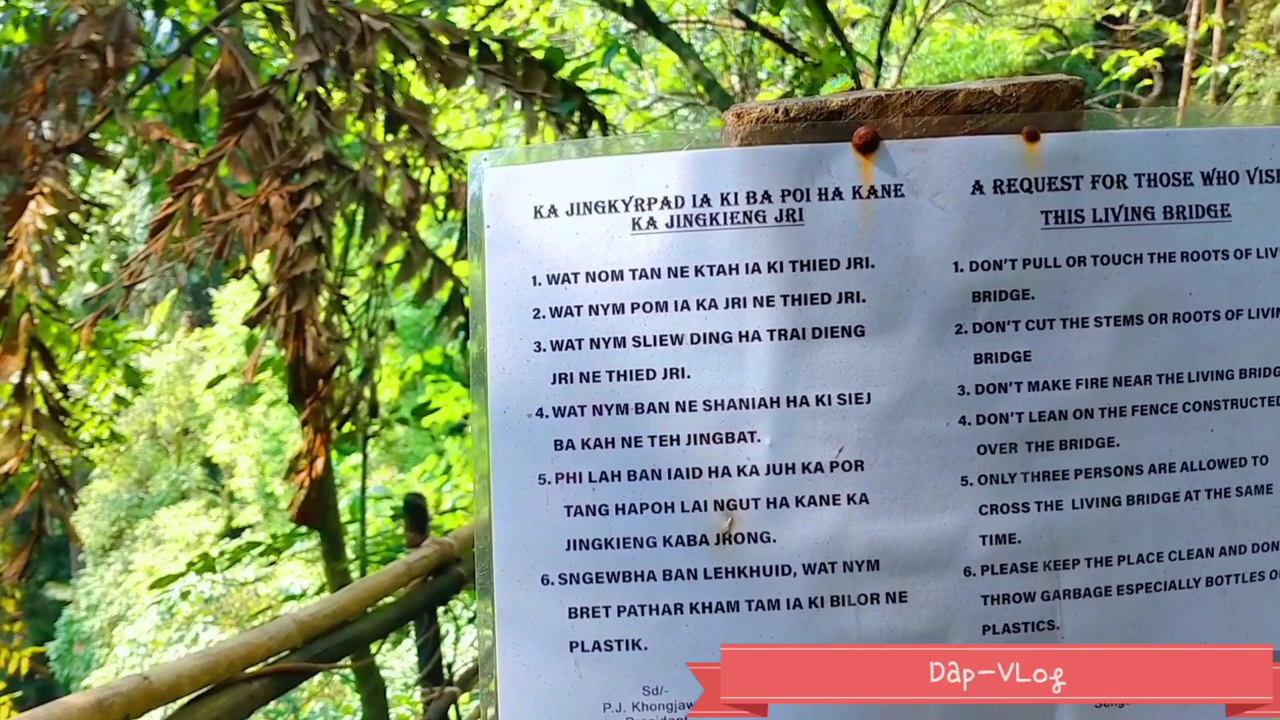 KA JINGKYRPAD IA KI BA POI HA KANE
KA JINGKIENG JRI
1. WAT NOM TAN NE KTAH IA KI THIED JRI.
2. WAT NYM POM IA KA JRI NE THIED JRI.
3. WAT NYM SLIEW DING HA TRAI DIENG
JRI NE THIED JRI.
4. WAT NYM BAN NE SHANIAH HA KI SIEJ
BA KAH NE TEH JINGBAT.
5. PHI LAH BAN IAID HA KA JUH KA POR
TANG HAPOH LAI NGUT HA KANE KA
JINGKIENG KABA JRONG.
6. SNGEWBHA BAN LEHKHUID, WAT NYM
BRET PATHAR KHAM TAM IA KI BILOR NE
PLASTIK.
Sd/-
P.J. Khongjaw
A REQUEST FOR THOSE WHO VISI
THIS LIVING BRIDGE
1. DON'T PULL OR TOUCH THE ROOTS OF LIV
BRIDGE.
2. DON'T CUT THE STEMS OR ROOTS OF LIVIN
BRIDGE
3. DON'T MAKE FIRE NEAR THE LIVING BRIDG
4. DON'T LEAN ON THE FENCE CONSTRUCTED
OVER THE BRIDGE.
5. ONLY THREE PERSONS ARE ALLOWED TO
CROSS THE LIVING BRIDGE AT THE SAME
TIME.
6. PLEASE KEEP THE PLACE CLEAN AND DON
THROW GARBAGE ESPECIALLY BOTTLES O
PLASTICS.
Dap-VLog